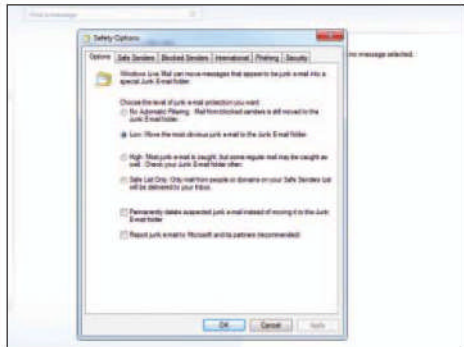 Find a message
Safety Options
no message selected.
Options Safe Senders Blocked Senders International Phishing Security
Windows Live Mail can move messages that appear to be junk e-mail into a
special Junk E-mail folder.
Choose the level of junk e-mail protection you want:
No Automatic Filtering. Mail from blocked senders is still moved to the
Junk E-mail folder.
Low: Move the most obvious junk e-mail to the Junk E-mail folder.
High: Most junk e-mail is caught, but some regular mail may be caught as
well. Check your Junk E-mail folder often.
Safe List Only: Only mail from people or domains on your Safe Senders List
will be delivered to your Inbox.
Permanently delete suspected junk e-mail instead of moving it to the Junk
E-mail folder
Report junk e-mail to Microsoft and its partners (recommended)
OK Cancel Apply